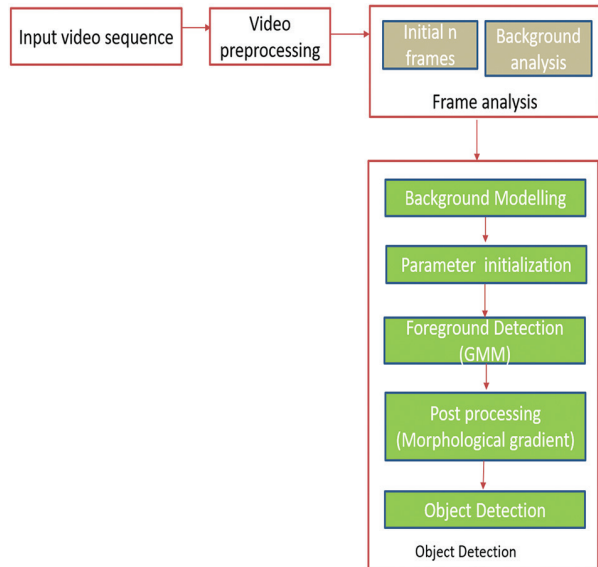 Input video sequence
Video
preprocessing
Initial n
frames
Background
analysis
Frame analysis
Background Modelling
Parameter initialization
Foreground Detection
(GMM)
Post processing
(Morphological gradient)
Object Detection
Object Detection